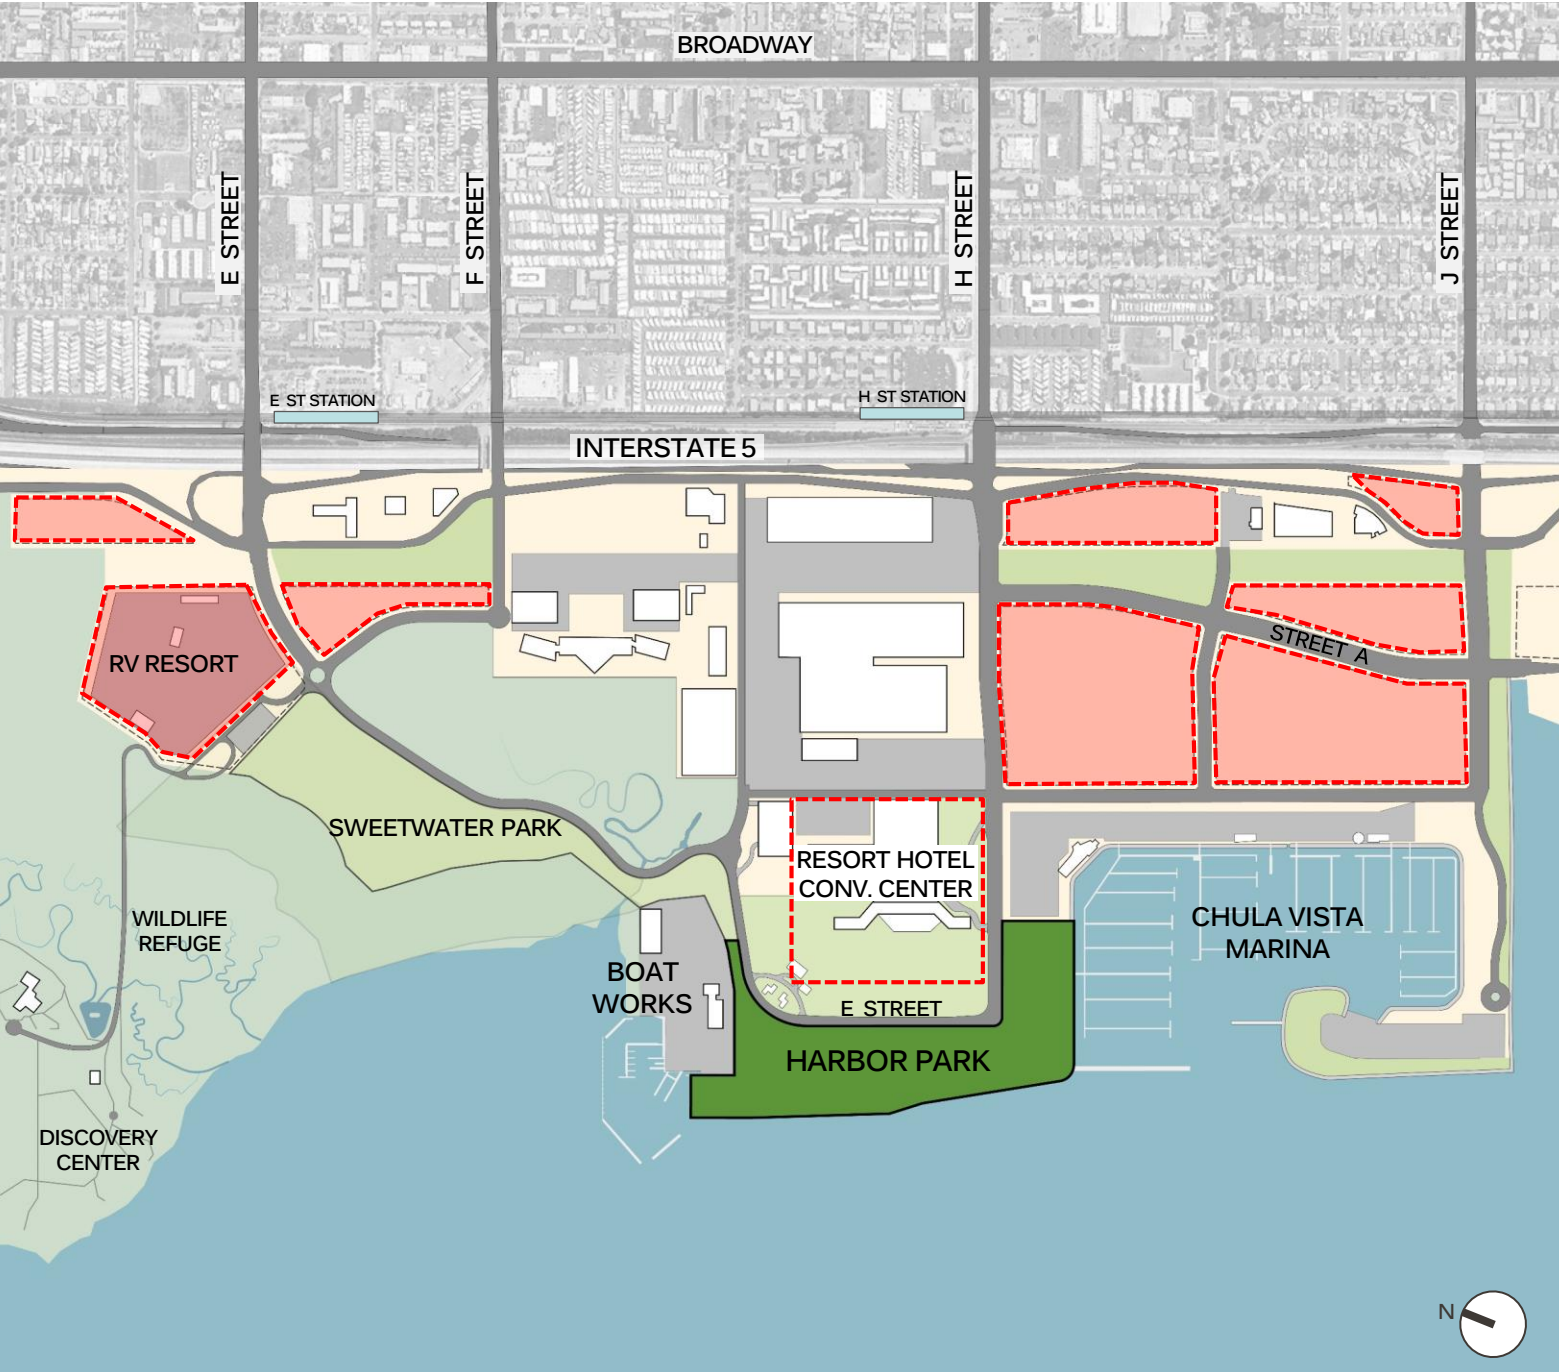 BROADWAY
E STREET
F STREET
H STREET
J STREET
E ST STATION
H ST STATION
INTERSTATE 5
RV RESORT
STREET A
SWEETWATER PARK
RESORT HOTEL
CONV. CENTER
WILDLIFE
REFUGE
CHULA VISTA
MARINA
BOAT
WORKS
E STREET
HARBOR PARK
DISCOVERY
CENTER
N